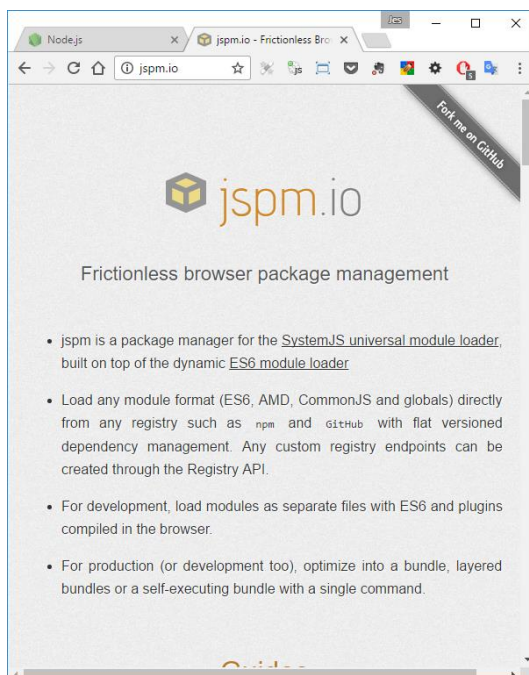 Jes
Node.js
jspm.io - Frictionless Bro
jspm.io
js
5
Fork me on GitHub
jspm.io
Frictionless browser package management
• jspm is a package manager for the SystemJS universal module loader,
built on top of the dynamic ES6 module loader
• Load any module format (ES6, AMD, CommonJS and globals) directly
from any registry such as npm and GitHub with flat versioned
dependency management. Any custom registry endpoints can be
created through the Registry API.
• For development, load modules as separate files with ES6 and plugins
compiled in the browser.
• For production (or development too), optimize into a bundle, layered
bundles or a self-executing bundle with a single command.
Guides